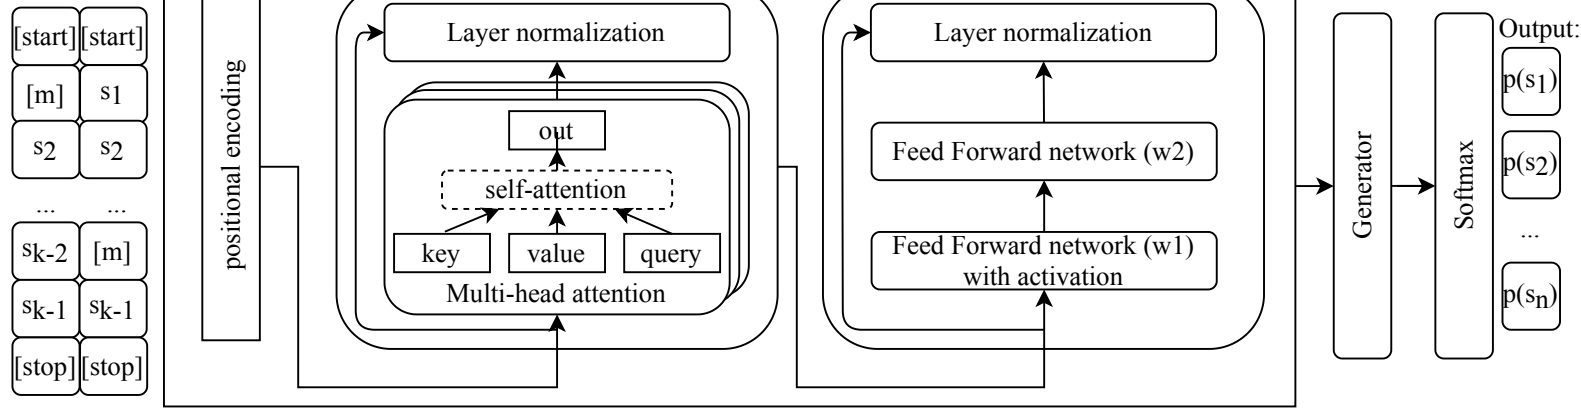 [start] [start]
[m] s1
s2 s2
... ...
sk-2 [m]
sk-1 sk-1
[stop] [stop]
positional encoding
Layer normalization
out
self-attention
key value query
Multi-head attention
Layer normalization
Feed Forward network (w2)
Feed Forward network (w1)
with activation
Generator
Softmax
Output:
p(s1)
p(s2)
...
p(sn)